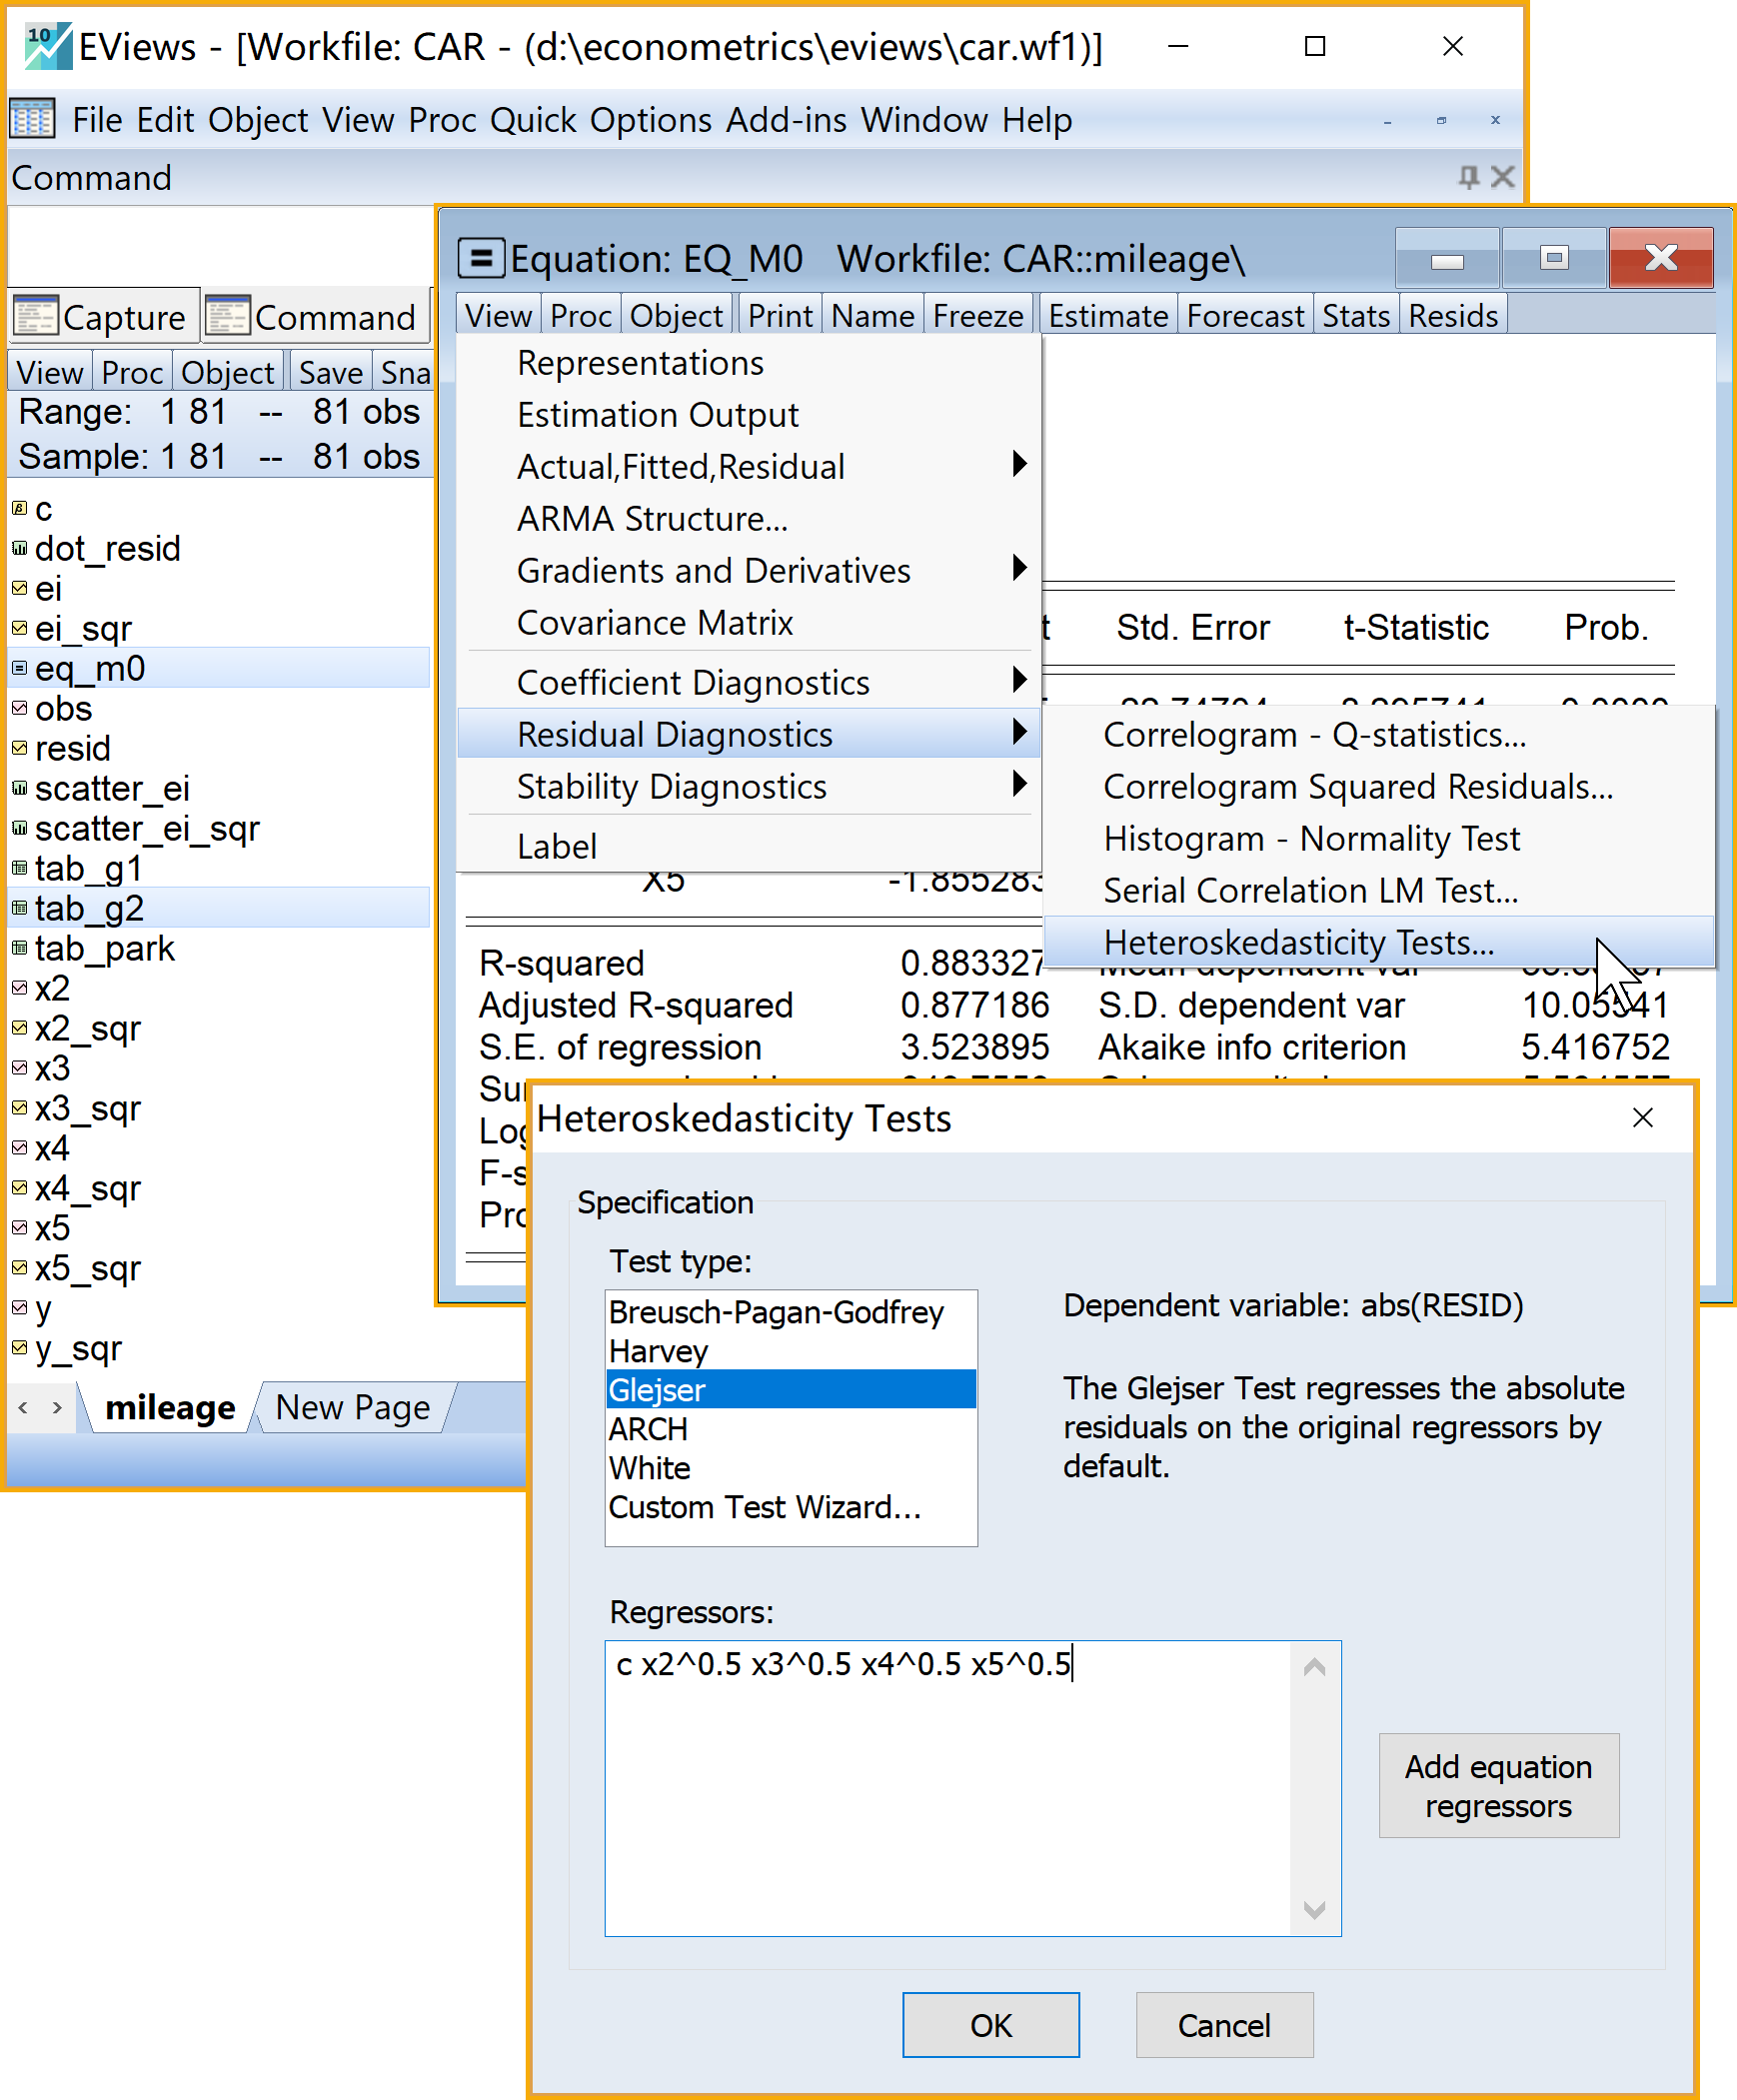 10 EViews - [Workfile: CAR - (d:\econometrics\eviews\car.wf1)]
File Edit Object View Proc Quick Options Add-ins Window Help
Command
Capture Command
View Proc Object Save Sna
Range: 1 81 -- 81 obs
Sample: 1 81 -- 81 obs
c
dot_resid
ei
ei_sqr
eq_m0
obs
resid
scatter_ei
scatter_ei_sqr
tab_g1
tab_g2
tab_park
x2
x2_sqr
x3
x3_sqr
x4
x4_sqr
x5
x5_sqr
y
y_sqr
mileage New Page
Equation: EQ_M0 Workfile: CAR::mileage\
View Proc Object Print Name Freeze Estimate Forecast Stats Resids
Representations
Estimation Output
Actual,Fitted,Residual
ARMA Structure...
Gradients and Derivatives
Covariance Matrix
Coefficient Diagnostics
Residual Diagnostics
Stability Diagnostics
Label
t Std. Error t-Statistic Prob.
Correlogram - Q-statistics...
Correlogram Squared Residuals...
Histogram - Normality Test
Serial Correlation LM Test...
Heteroskedasticity Tests...
X5 -1.855283
R-squared 0.883327 Mean dependent var
Adjusted R-squared 0.877186 S.D. dependent var 10.05541
S.E. of regression 3.523895 Akaike info criterion 5.416752
Heteroskedasticity Tests
Specification
Test type:
Breusch-Pagan-Godfrey
Harvey
Glejser
ARCH
White
Custom Test Wizard...
Dependent variable: abs(RESID)
The Glejser Test regresses the absolute
residuals on the original regressors by
default.
Regressors:
c x2^0.5 x3^0.5 x4^0.5 x5^0.5
Add equation
regressors
OK Cancel